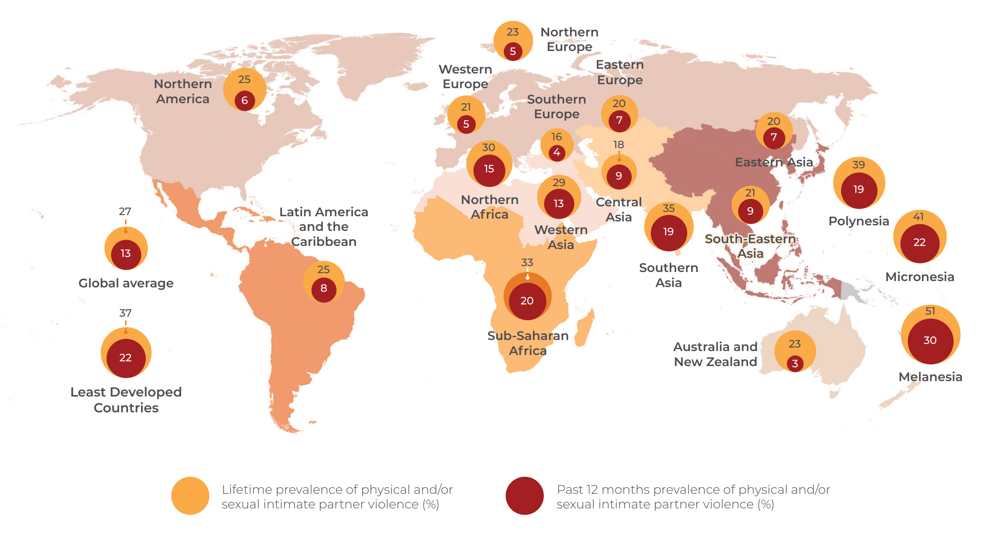 23
5
Northern
Europe
Western
Europe
21
5
Eastern
Europe
20
7
Northern
America
25
6
Southern
Europe
16
4
20
7
Eastern Asia
30
15
Northern
Africa
18
9
Central
Asia
29
13
Western
Asia
39
19
Polynesia
21
9
South-Eastern
Asia
35
19
Southern
Asia
41
22
Micronesia
27
13
Global average
Latin America
and the
Caribbean
25
8
33
20
Sub-Saharan
Africa
37
22
Least Developed
Countries
Australia and
New Zealand
23
3
51
30
Melanesia
Lifetime prevalence of physical and/or
sexual intimate partner violence (%)
Past 12 months prevalence of physical and/or
sexual intimate partner violence (%)